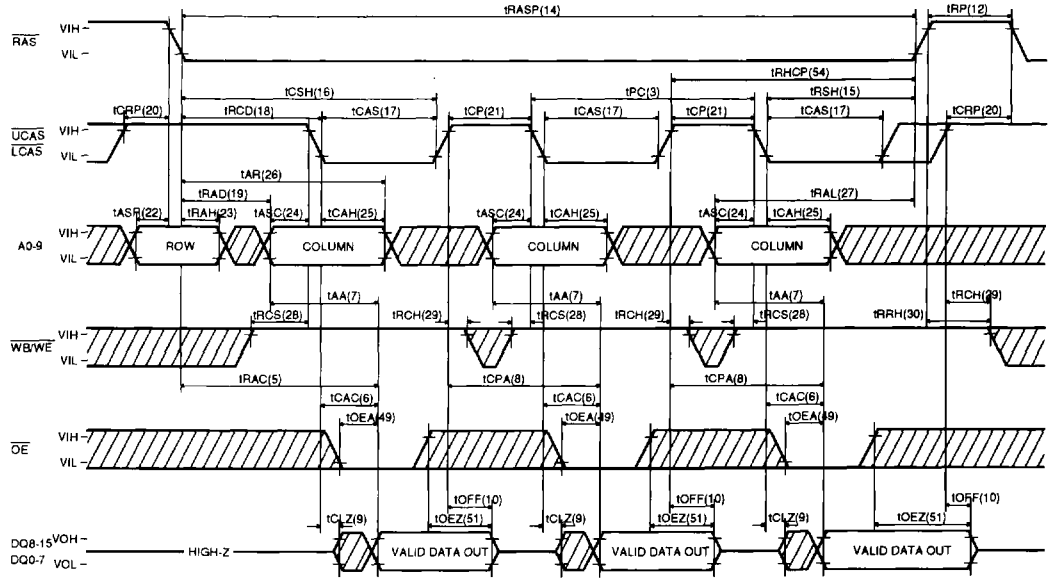 tRASP(14) tRP(12)
RAS VIH
VIL
tRHCP(54)
tCSH(16) tPC(3) tRSH(15)
tCRP(20) tRCD(18) tCAS(17) tCP(21) tCAS(17) tCP(21) tCAS(17) tCRP(20)
UCAS VIH
LCAS VIL
tAR(26)
tRAD(19) tRAL(27)
tASR(22) tRAH(23) tASC(24) tCAH(25) tASC(24) tCAH(25) tASC(24) tCAH(25)
A0-9 VIH
VIL
ROW COLUMN COLUMN COLUMN
tAA(7) tAA(7) tAA(7)
tRCS(28) tRCH(29) tRCS(28) tRCH(29) tRCS(28) tRCH(29)
tRRH(30)
WB/WE VIH
VIL
tRAC(5) tCPA(8) tCPA(8)
tCAC(6) tCAC(6) tCAC(6)
tOEA(49) tOEA(49) tOEA(49)
OE VIH
VIL
tOFF(10) tOFF(10) tOFF(10)
tCLZ(9) tOEZ(51) tCLZ(9) tOEZ(51) tCLZ(9) tOEZ(51)
DQ8-15 VOH
DQ0-7 VOL
HIGH-Z VALID DATA OUT VALID DATA OUT VALID DATA OUT